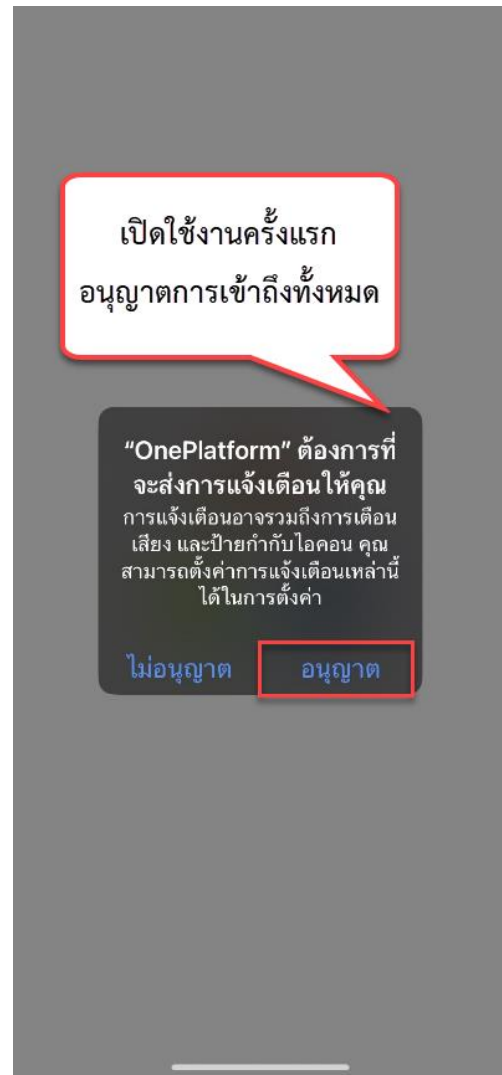 เปิดใช้งานครั้งแรก
อนุญาตการเข้าถึงทั้งหมด
“OnePlatform” ต้องการที่
จะส่งการแจ้งเตือนให้คุณ
การแจ้งเตือนอาจรวมถึงการเตือน
เสียง และป้ายกำกับไอคอน คุณ
สามารถตั้งค่าการแจ้งเตือนเหล่านี้
ได้ในการตั้งค่า
ไม่อนุญาต อนุญาต